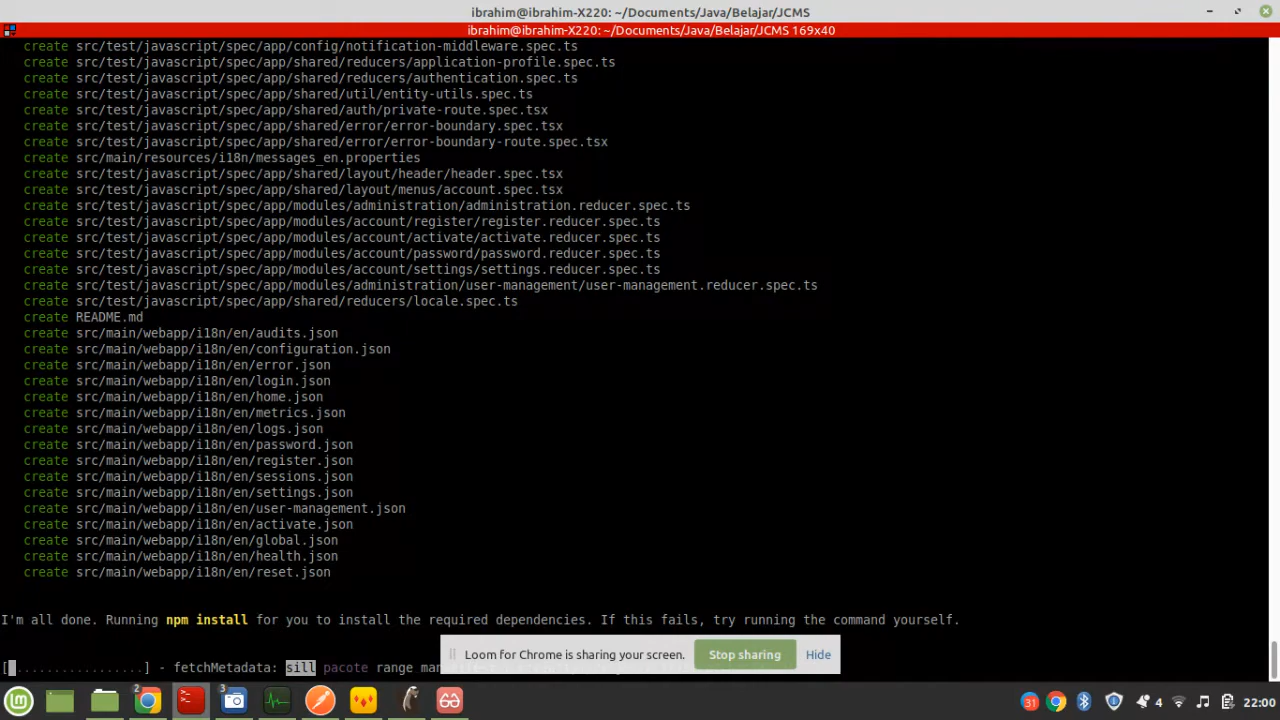 ibrahim@ibrahim-X220: ~/Documents/Java/Belajar/JCMS
ibrahim@ibrahim-X220: ~/Documents/Java/Belajar/JCMS 169x40
create src/test/javascript/spec/app/config/notification-middleware.spec.ts
create src/test/javascript/spec/app/shared/reducers/application-profile.spec.ts
create src/test/javascript/spec/app/shared/reducers/authentication.spec.ts
create src/test/javascript/spec/app/shared/util/entity-utils.spec.ts
create src/test/javascript/spec/app/shared/auth/private-route.spec.tsx
create src/test/javascript/spec/app/shared/error/error-boundary.spec.tsx
create src/test/javascript/spec/app/shared/error/error-boundary-route.spec.tsx
create src/main/resources/i18n/messages_en.properties
create src/test/javascript/spec/app/shared/layout/header/header.spec.tsx
create src/test/javascript/spec/app/shared/layout/menus/account.spec.tsx
create src/test/javascript/spec/app/modules/administration/administration.reducer.spec.ts
create src/test/javascript/spec/app/modules/account/register/register.reducer.spec.ts
create src/test/javascript/spec/app/modules/account/activate/activate.reducer.spec.ts
create src/test/javascript/spec/app/modules/account/password/password.reducer.spec.ts
create src/test/javascript/spec/app/modules/account/settings/settings.reducer.spec.ts
create src/test/javascript/spec/app/modules/administration/user-management/user-management.reducer.spec.ts
create src/test/javascript/spec/app/shared/reducers/locale.spec.ts
create README.md
create src/main/webapp/i18n/en/audits.json
create src/main/webapp/i18n/en/configuration.json
create src/main/webapp/i18n/en/error.json
create src/main/webapp/i18n/en/login.json
create src/main/webapp/i18n/en/home.json
create src/main/webapp/i18n/en/metrics.json
create src/main/webapp/i18n/en/logs.json
create src/main/webapp/i18n/en/password.json
create src/main/webapp/i18n/en/register.json
create src/main/webapp/i18n/en/sessions.json
create src/main/webapp/i18n/en/settings.json
create src/main/webapp/i18n/en/user-management.json
create src/main/webapp/i18n/en/activate.json
create src/main/webapp/i18n/en/global.json
create src/main/webapp/i18n/en/health.json
create src/main/webapp/i18n/en/reset.json
I'm all done. Running npm install for you to install the required dependencies. If this fails, try running the command yourself.
Loom for Chrome is sharing your screen. Stop sharing Hide
[.................] - fetchMetadata: sill pacote range man
2 3 31 4 22:00